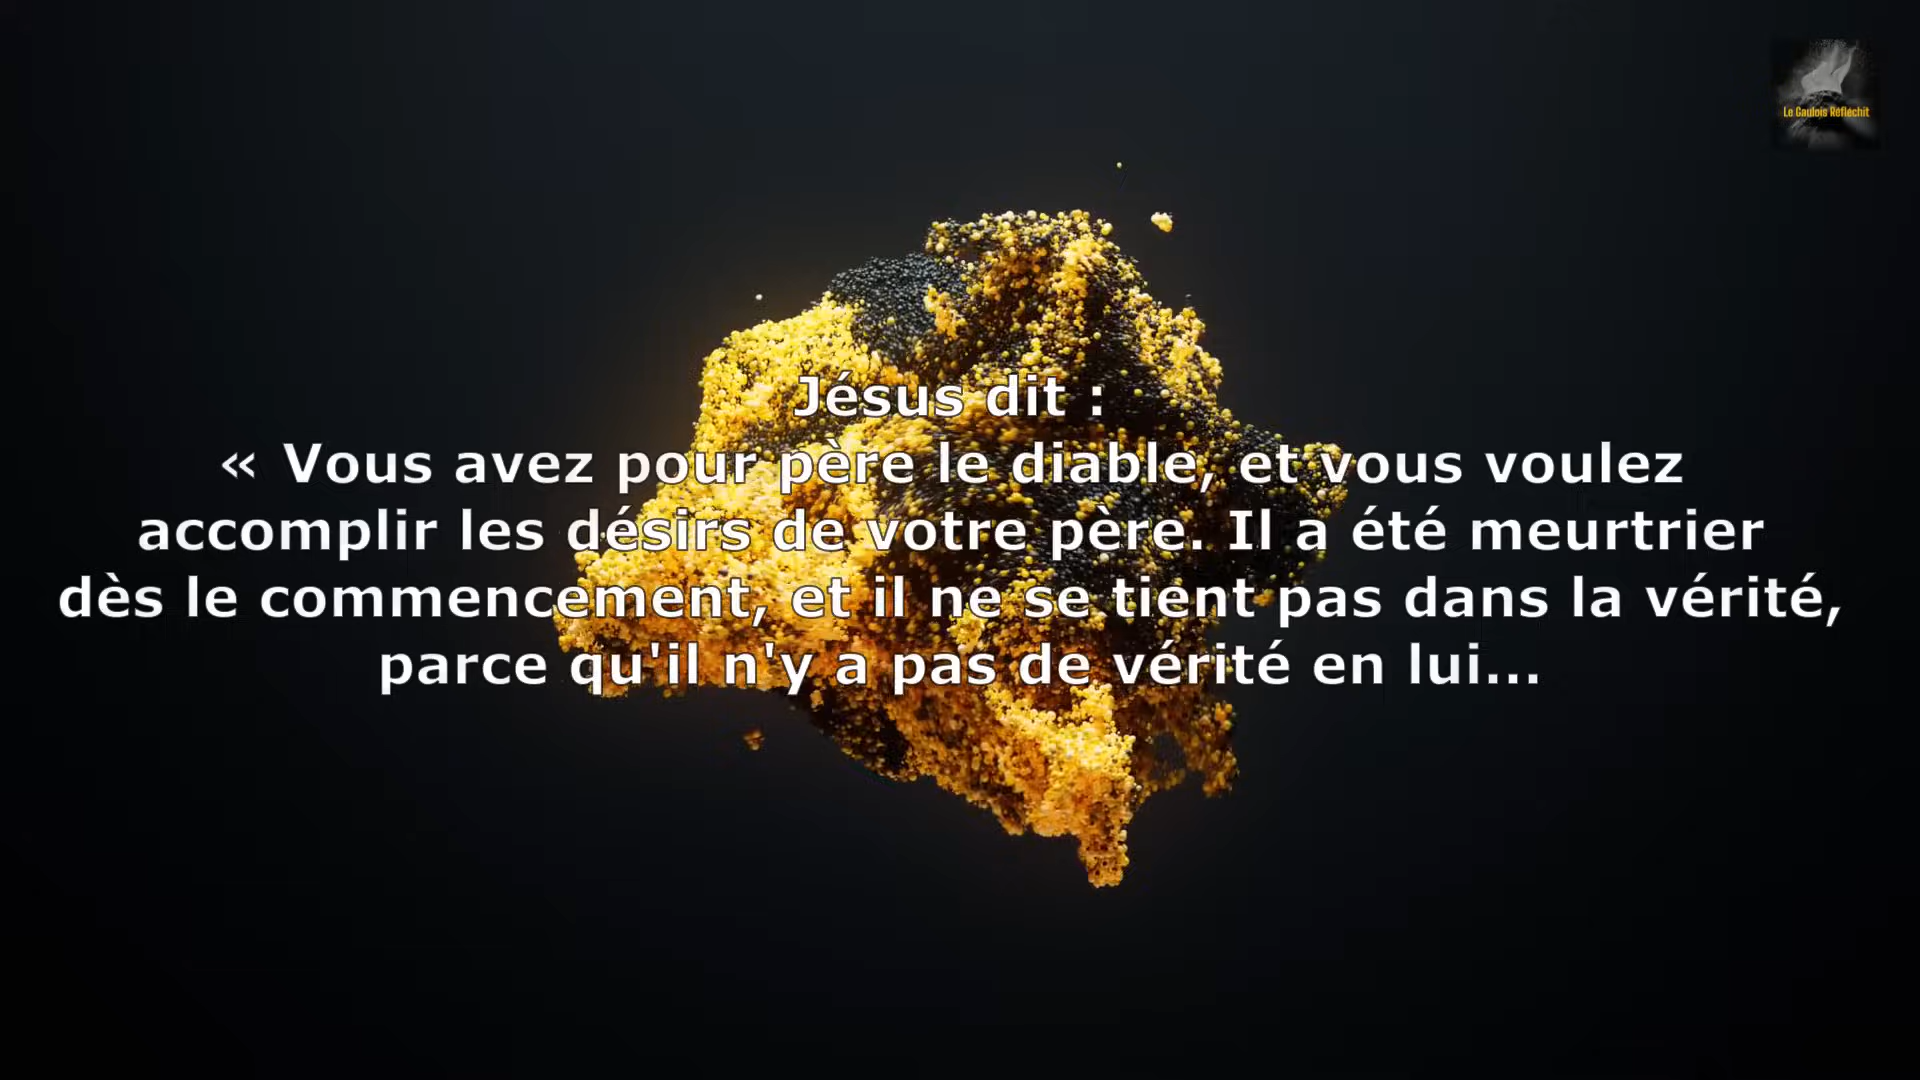 Le Gaulois Réfléchit
Jésus dit :
« Vous avez pour père le diable, et vous voulez
accomplir les désirs de votre père. Il a été meurtrier
dès le commencement, et il ne se tient pas dans la vérité,
parce qu'il n'y a pas de vérité en lui...